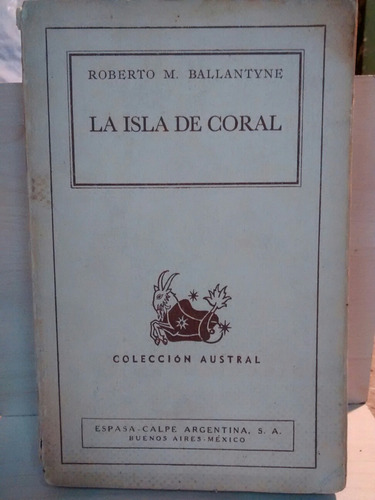 ROBERTO M. BALLANTYNE
LA ISLA DE CORAL
COLECCIÓN AUSTRAL
ESPASA-CALPE ARGENTINA, S. A.
BUENOS AIRES-MÉXICO